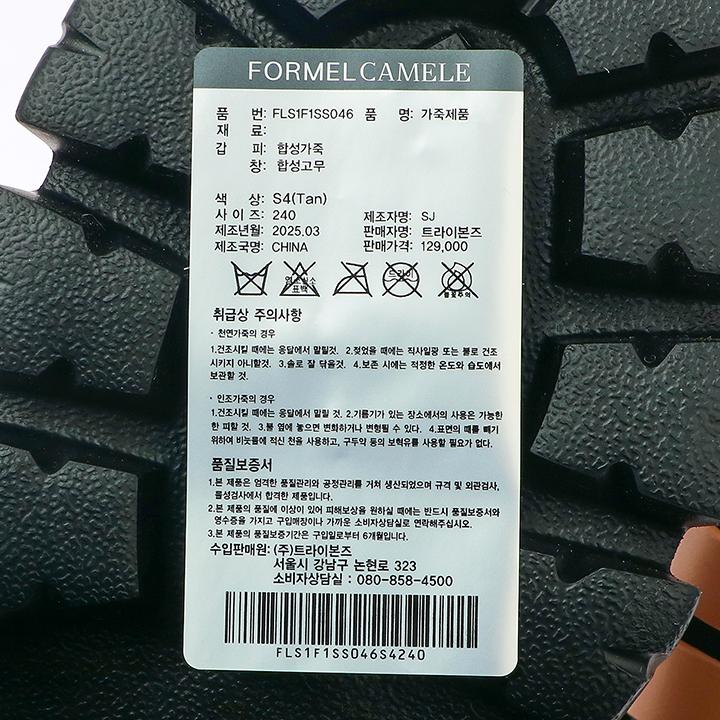 FORMELCAMELE
품 번: FLS1F1SS046 품 명: 가죽제품
재 료:
갑 피: 합성가죽
창: 합성고무
색 상: S4(Tan)
사 이 즈: 240 제조자명: SJ
제조년월: 2025.03 판매자명: 트라이본즈
제조국명: CHINA 판매가격: 129,000
염소산소 표백 드라이 불꽃주의
취급상 주의사항
· 천연가죽의 경우
1.건조시킬 때에는 응달에서 말릴것. 2.젖었을 때에는 직사일광 또는 불로 건조
시키지 아니할것. 3.솔로 잘 닦을것. 4.보존 시에는 적정한 온도와 습도에서
보관할 것.
· 인조가죽의 경우
1.건조시킬 때에는 응달에서 말릴 것. 2.기름기가 있는 장소에서의 사용은 가능한
한 피할 것. 3.불 옆에 놓으면 변화하거나 변형될 수 있다. 4.표면의 때를 빼기
위하여 비눗물에 적신 천을 사용하고, 구두약 등의 보혁유를 사용할 필요가 없다.
품질보증서
1.본 제품은 엄격한 품질관리와 공정관리를 거쳐 생산되었으며 규격 및 외관검사,
물성검사에서 합격한 제품입니다.
2.본 제품의 품질에 이상이 있어 피해보상을 원하실 때에는 반드시 품질보증서와
영수증을 가지고 구입매장이나 가까운 소비자상담실로 연락해주십시오.
3.본 제품의 품질보증기간은 구입일로부터 6개월입니다.
수입판매원: (주)트라이본즈
서울시 강남구 논현로 323
소비자상담실 : 080-858-4500
FLS1F1SS046S4240